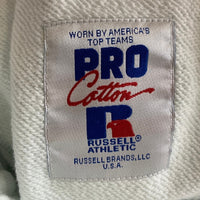 WORN BY AMERICA'S
TOP TEAMS
PRO
Cotton
R
RUSSELL
ATHLETIC
RUSSELL BRANDS, LLC
U.S.A.